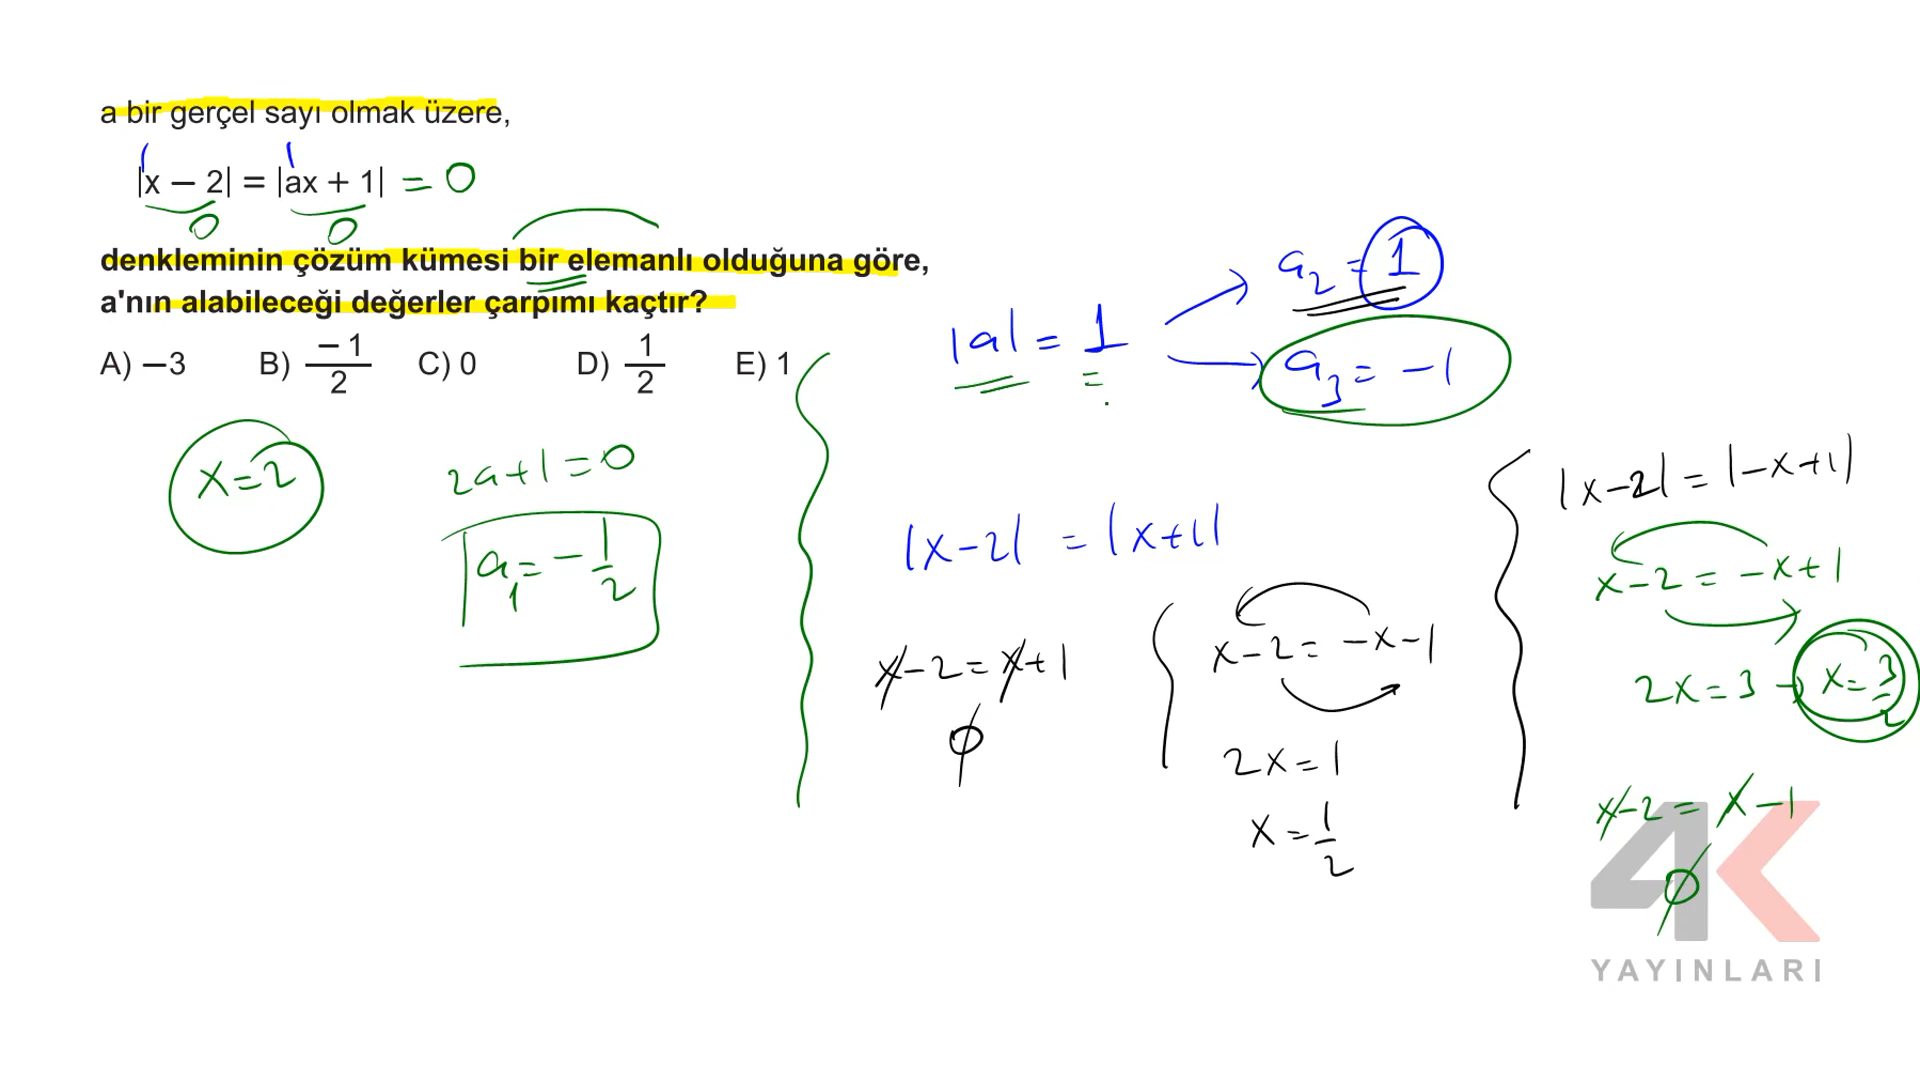 a bir gerçel sayı olmak üzere,
|x – 2| = |ax + 1| = 0
0 0
denkleminin çözüm kümesi bir elemanlı olduğuna göre,
a'nın alabileceği değerler çarpımı kaçtır?
A) –3 B) –1/2 C) 0 D) 1/2 E) 1
x=2
2a+1=0
a₁=-1/2
|a| = 1
a₂ = 1
a₃ = -1
|x-2| = |x+1|
x-2=x+1
∅
x-2=-x-1
2x=1
x=1/2
|x-2|=|-x+1|
x-2=-x+1
2x=3 → x=3/2
x-2=x-1
∅
4K
YAYINLARI